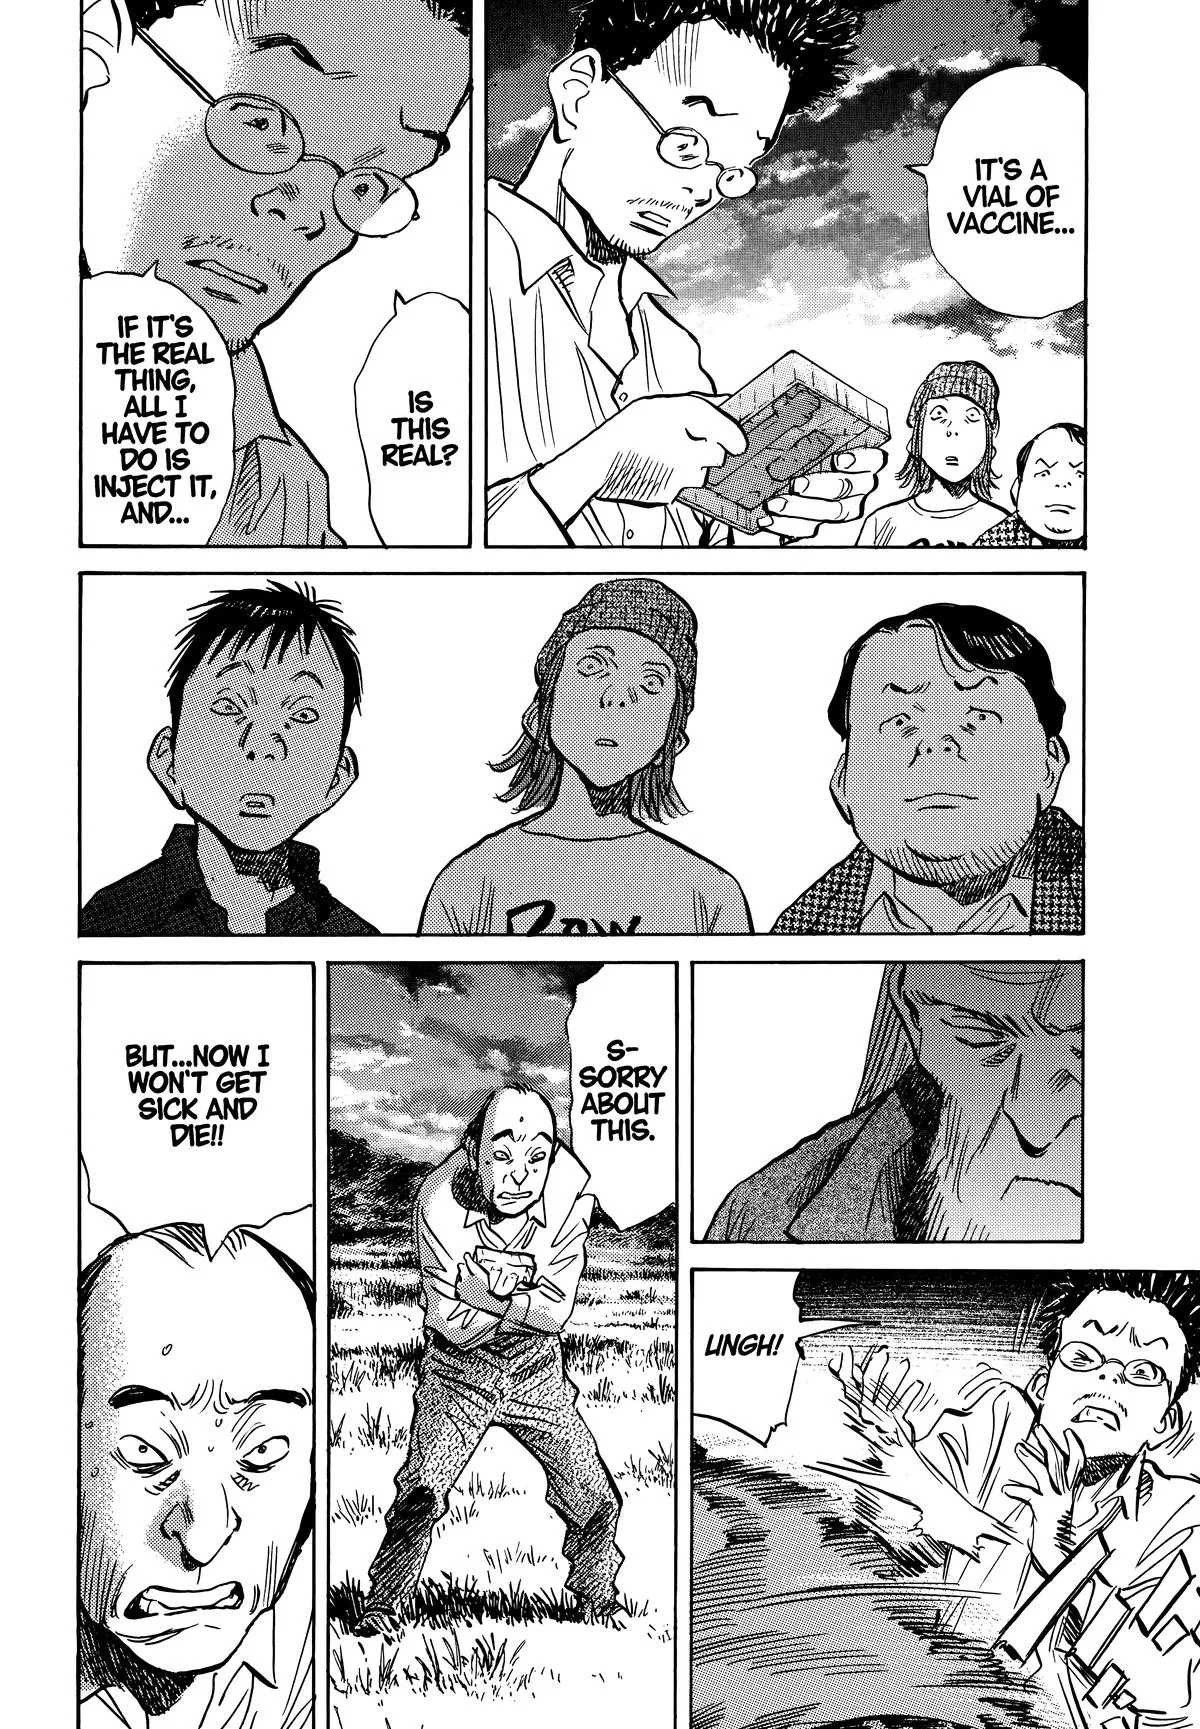 IT'S A
VIAL OF
VACCINE...
IS
THIS
REAL?
IF IT'S
THE REAL
THING,
ALL I
HAVE TO
DO IS
INJECT IT,
AND...
UNGH!
S-
SORRY
ABOUT
THIS.
BUT...NOW I
WON'T GET
SICK AND
DIE!!